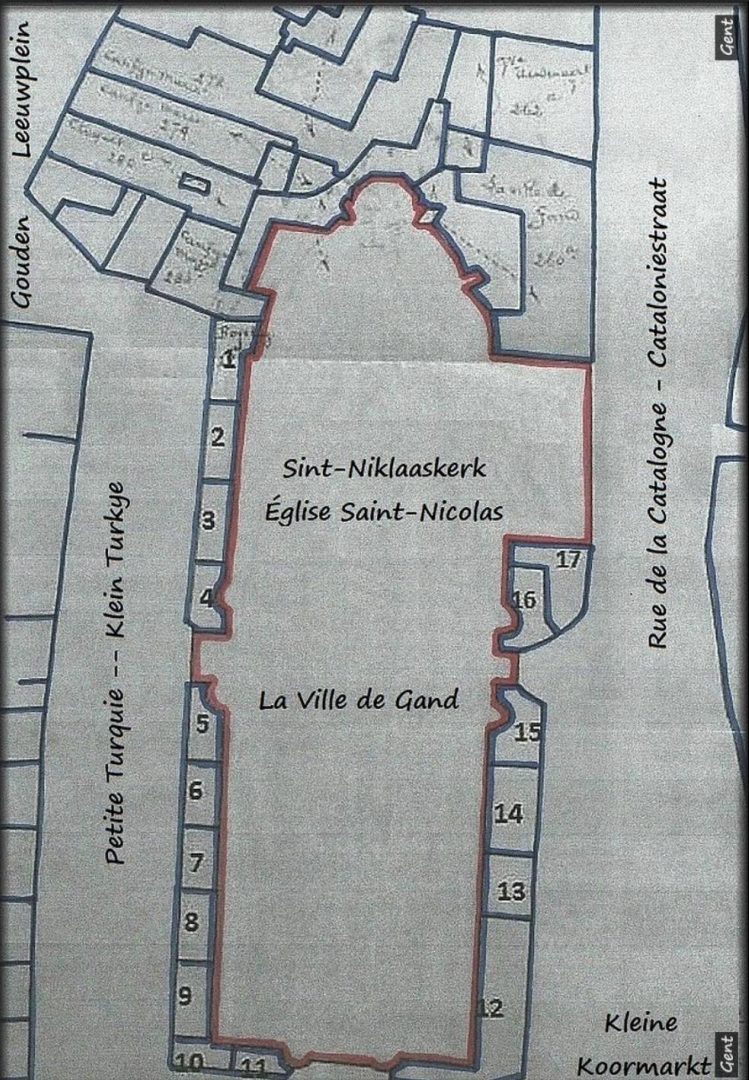 Gent
Gouden Leeuwplein
262
279
Rue de la Catalogne - Cataloniestraat
1
2
Sint-Niklaaskerk
Église Saint-Nicolas
3
17
4
16
Petite Turquie -- Klein Turkye
La Ville de Gand
5
15
6
14
7
13
8
9
12
Kleine
Koormarkt
10
11
Gent